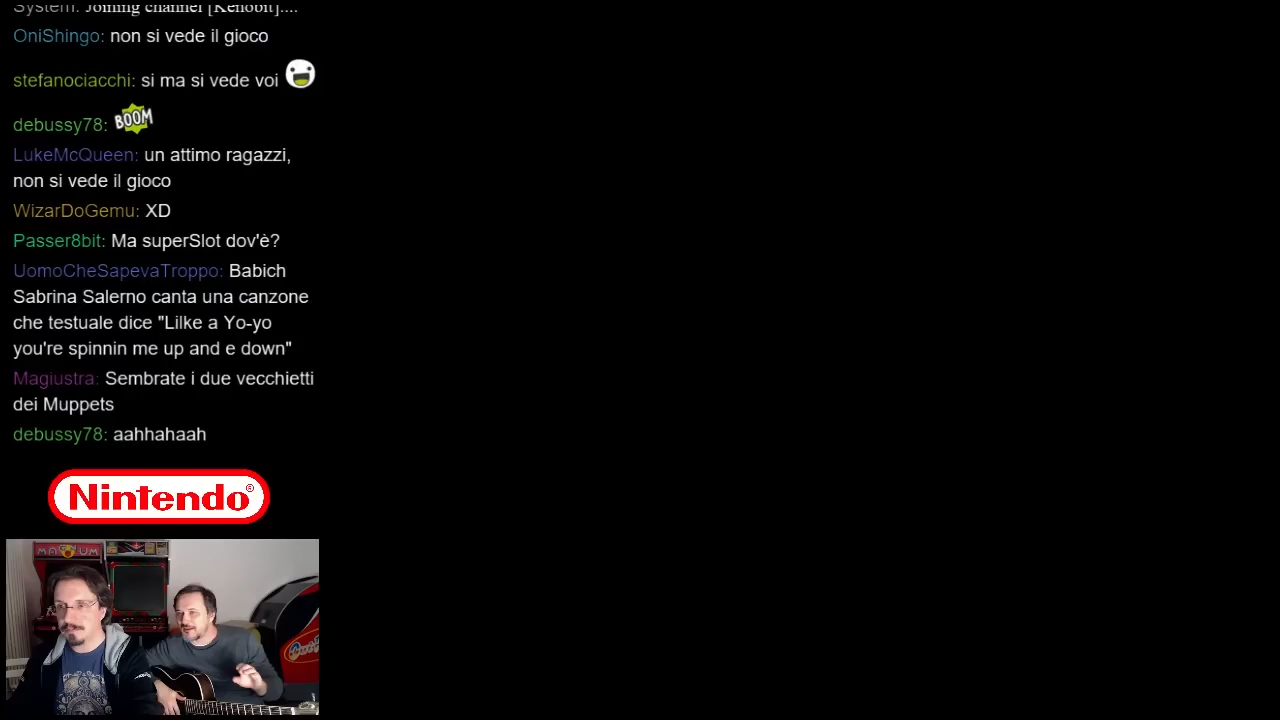 System: Joining channel [Kenobit]....
OniShingo: non si vede il gioco
stefanociacchi: si ma si vede voi
debussy78: BOOM
LukeMcQueen: un attimo ragazzi,
non si vede il gioco
WizarDoGemu: XD
Passer8bit: Ma superSlot dov'è?
UomoCheSapevaTroppo: Babich
Sabrina Salerno canta una canzone
che testuale dice "Lilke a Yo-yo
you're spinnin me up and e down"
Magiustra: Sembrate i due vecchietti
dei Muppets
debussy78: aahhahaah
Nintendo®
MAGNUM